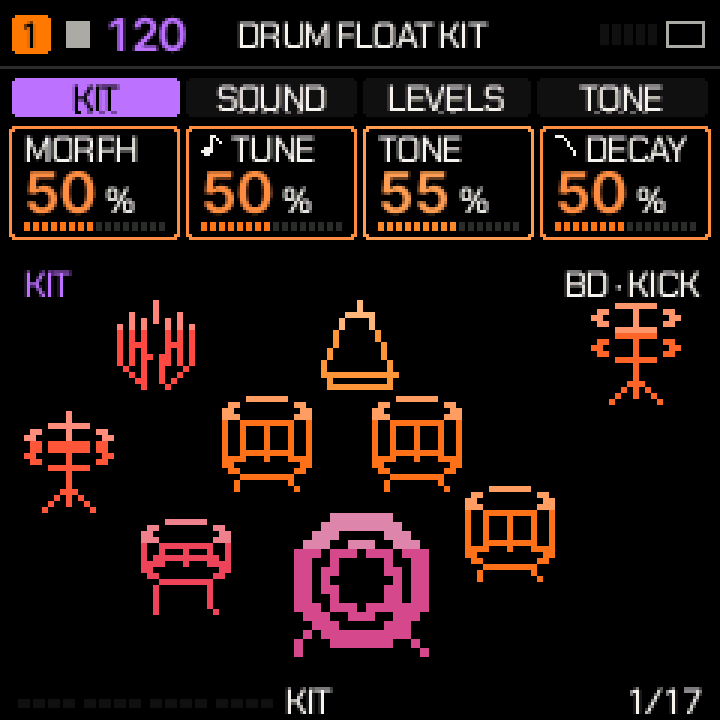 1 120 DRUM FLOAT KIT
KIT SOUND LEVELS TONE
MORPH TUNE TONE DECAY
50 % 50 % 55 % 50 %
KIT BD·KICK
KIT 1/17